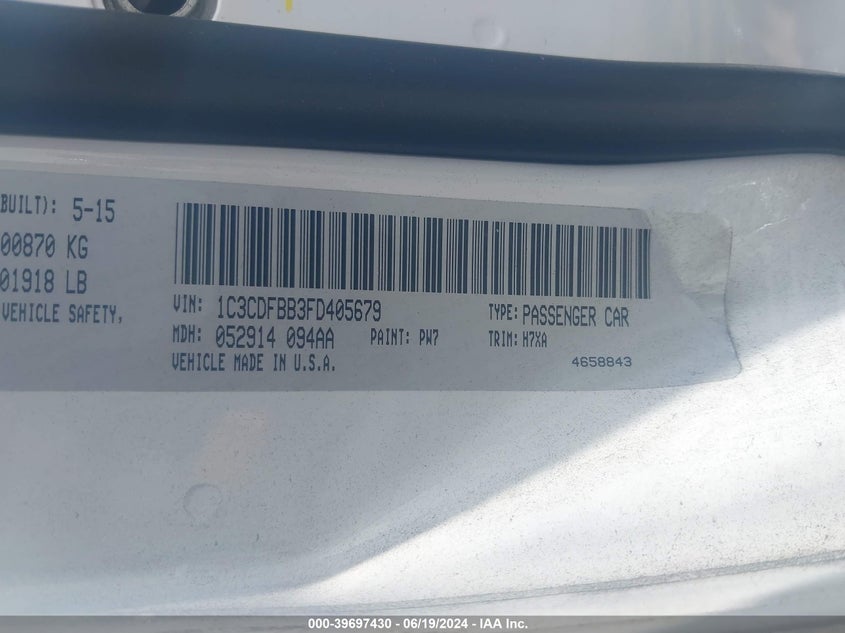 BUILT): 5-15
00870 KG
01918 LB
VEHICLE SAFETY,
VIN: 1C3CDFBB3FD405679 TYPE: PASSENGER CAR
MDH: 052914 094AA PAINT: PW7 TRIM: H7XA
VEHICLE MADE IN U.S.A. 4658843
000-39697430 - 06/19/2024 - IAA Inc.